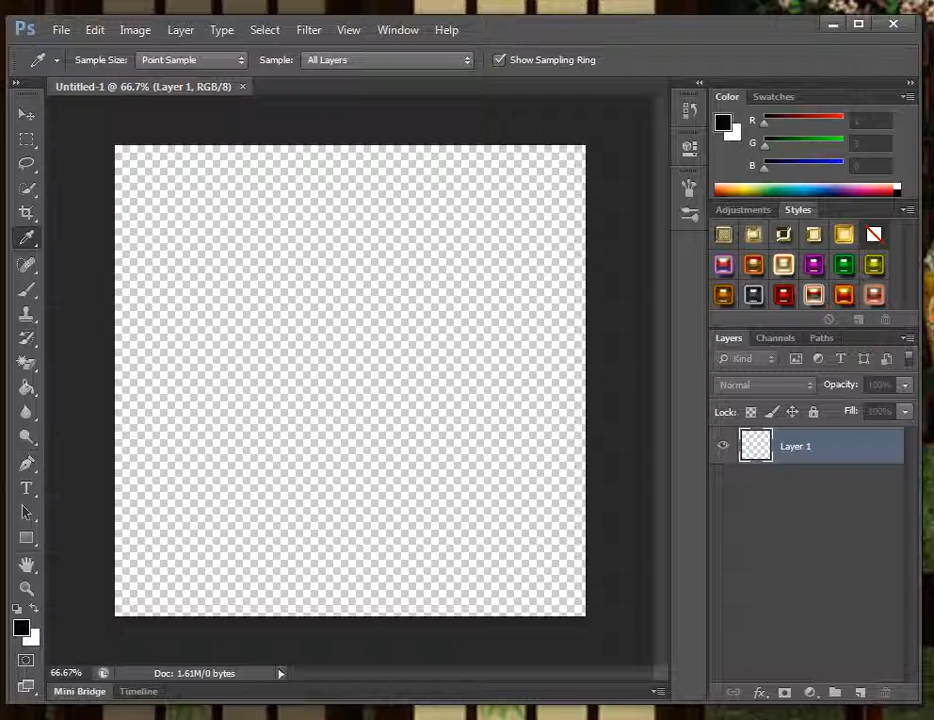 Ps File Edit Image Layer Type Select Filter View Window Help
Sample Size: Point Sample Sample: All Layers Show Sampling Ring
Untitled-1 @ 66.7% (Layer 1, RGB/8) ×
Color Swatches
R
G
B
Adjustments Styles
Layers Channels Paths
Kind
Normal Opacity: 100%
Lock: Fill: 100%
Layer 1
T
66.67% Doc: 1.61M/0 bytes
fx
Mini Bridge Timeline